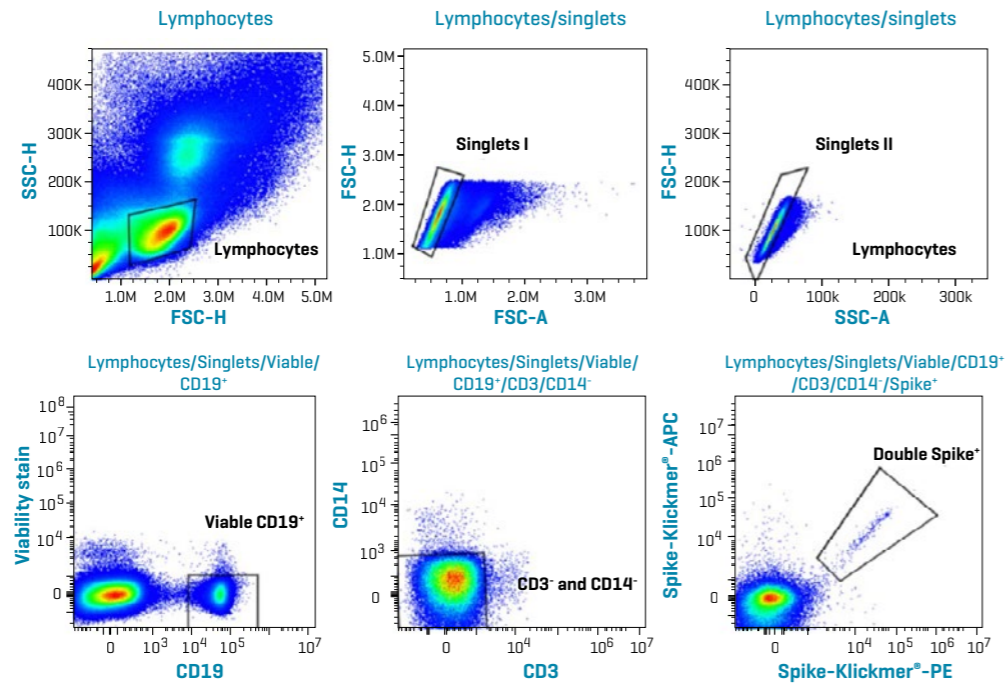 Lymphocytes
SSC-H
400K
300K
200K
100K
Lymphocytes
1.0M 2.0M 3.0M 4.0M 5.0M
FSC-H
Lymphocytes/singlets
FSC-H
5.0M
4.0M
3.0M
2.0M
1.0M
Singlets I
1.0M 2.0M 3.0M
FSC-A
Lymphocytes/singlets
FSC-H
400K
300K
200K
100K
Singlets II
Lymphocytes
0 100k 200k 300k
SSC-A
Lymphocytes/Singlets/Viable/
CD19⁺
Viability stain
10⁸
10⁷
10⁶
10⁵
10⁴
0
Viable CD19⁺
0 10³ 10⁴ 10⁵ 10⁷
CD19
Lymphocytes/Singlets/Viable/
CD19⁺/CD3/CD14⁻
CD14
10⁶
10⁵
10⁴
10³
0
CD3⁻ and CD14⁻
0 10⁴ 10⁵ 10⁶ 10⁷
CD3
Lymphocytes/Singlets/Viable/CD19⁺
/CD3/CD14⁻/Spike⁺
Spike-Klickmer®-APC
10⁷
10⁶
10⁵
10⁴
0
Double Spike⁺
0 10⁴ 10⁵ 10⁶ 10⁷
Spike-Klickmer®-PE